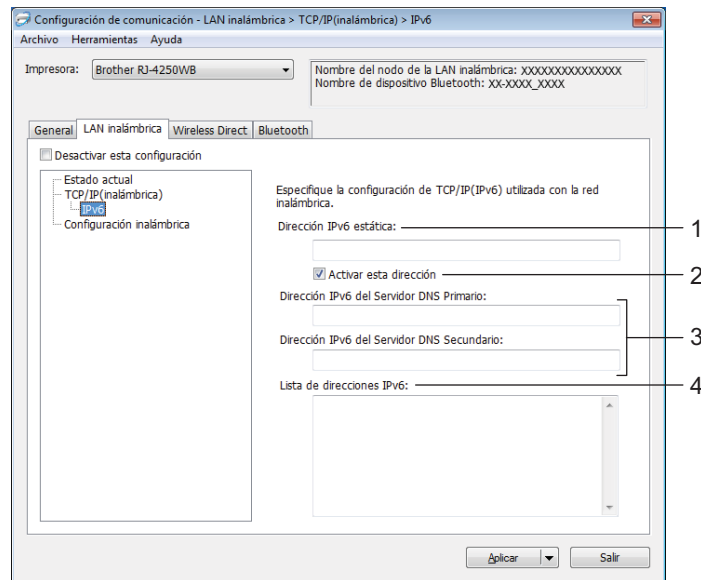 Configuración de comunicación - LAN inalámbrica > TCP/IP(inalámbrica) > IPv6
Archivo Herramientas Ayuda
Impresora: Brother RJ-4250WB
Nombre del nodo de la LAN inalámbrica: XXXXXXXXXXXXXXX
Nombre de dispositivo Bluetooth: XX-XXXX_XXXX
General LAN inalámbrica Wireless Direct Bluetooth
Desactivar esta configuración
Estado actual
TCP/IP(inalámbrica)
IPv6
Configuración inalámbrica
Especifique la configuración de TCP/IP(IPv6) utilizada con la red
inalámbrica.
Dirección IPv6 estática: 1
Activar esta dirección 2
Dirección IPv6 del Servidor DNS Primario:
3
Dirección IPv6 del Servidor DNS Secundario:
Lista de direcciones IPv6: 4
Aplicar Salir